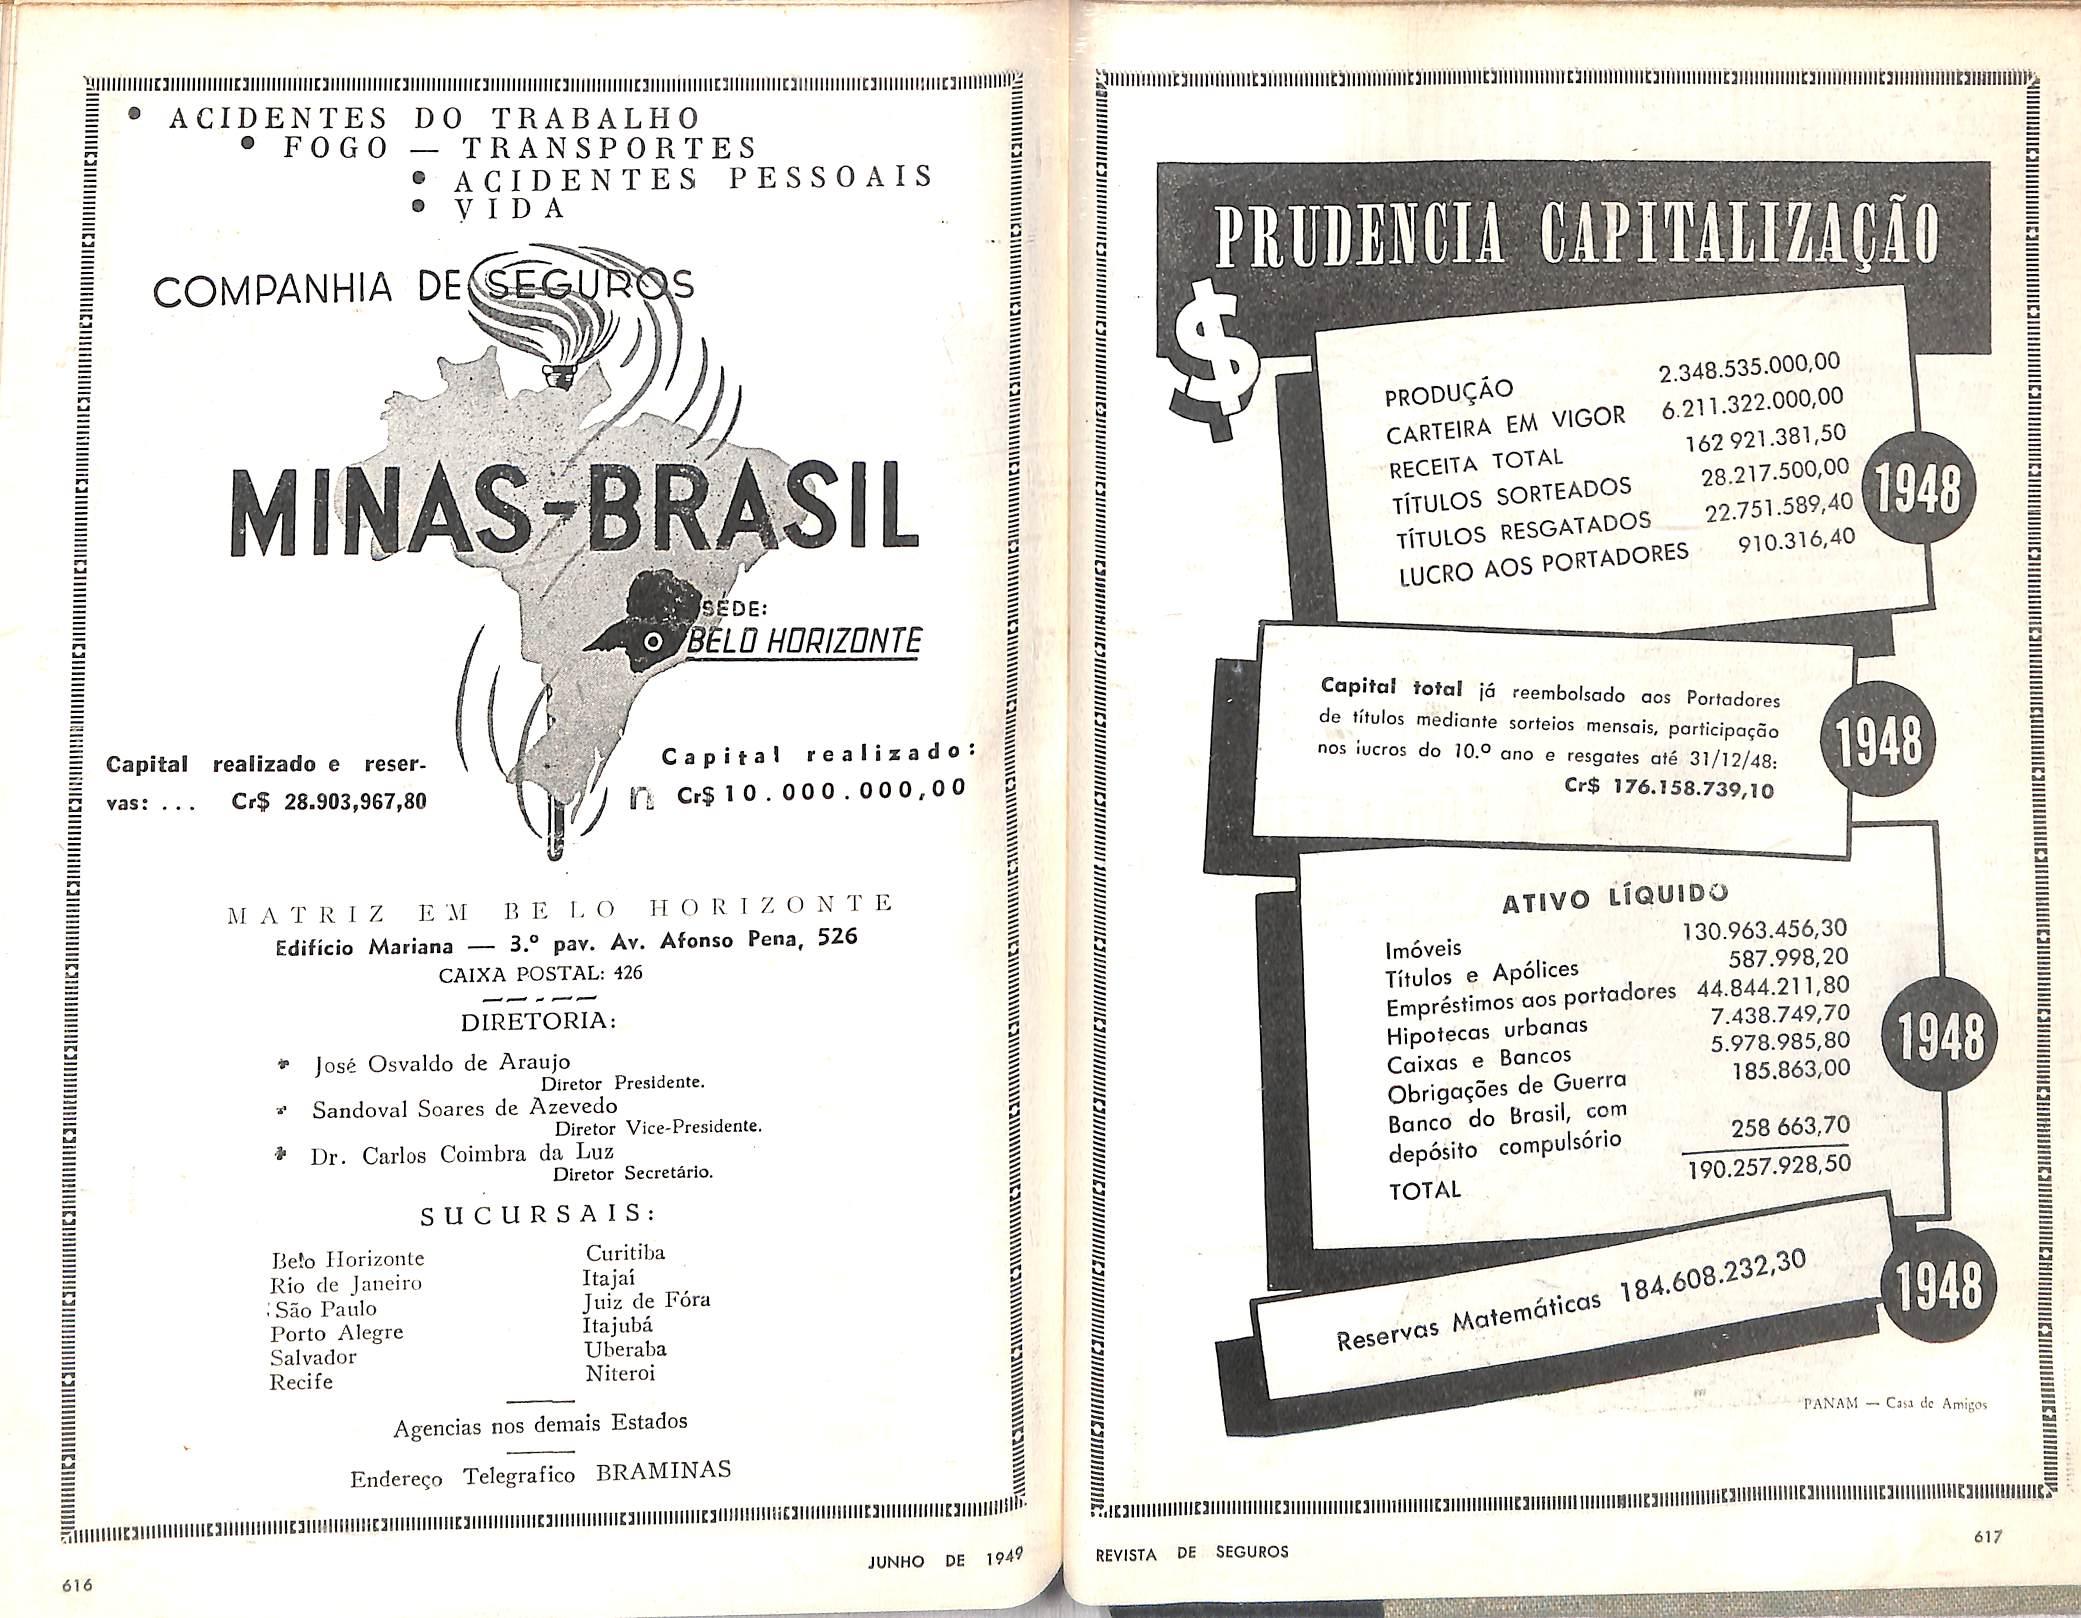 • ACIDENTES DO TRABALHO
• FOGO — TRANSPORTES
• ACIDENTES PESSOAIS
• VIDA
COMPANHIA DE SEGUROS
MINAS-BRASIL
SÉDE:
BELO HORIZONTE
Capital realizado e reser-
vas: ... Cr$ 28.903,967,80
Capital realizado:
Cr$ 10.000.000,00
MATRIZ EM BELO HORIZONTE
Edifício Mariana — 3.º pav. Av. Afonso Pena, 526
CAIXA POSTAL: 426
DIRETORIA:
José Osvaldo de Araujo
Diretor Presidente.
Sandoval Soares de Azevedo
Diretor Vice-Presidente.
Dr. Carlos Coimbra da Luz
Diretor Secretário.
SUCURSAIS:
Belo Horizonte
Rio de Janeiro
São Paulo
Porto Alegre
Salvador
Recife
Curitiba
Itajaí
Juiz de Fóra
Itajubá
Uberaba
Niteroi
Agencias nos demais Estados
Endereço Telegrafico BRAMINAS
JUNHO DE 1949
616
PRUDENCIA CAPITALIZAÇÃO
$
PRODUÇÃO 2.348.535.000,00
CARTEIRA EM VIGOR 6.211.322.000,00
RECEITA TOTAL 162 921.381,50
TÍTULOS SORTEADOS 28.217.500,00
TÍTULOS RESGATADOS 22.751.589,40
LUCRO AOS PORTADORES 910.316,40
1948
Capital total já reembolsado aos Portadores
de títulos mediante sorteios mensais, participação
nos lucros do 10.º ano e resgates até 31/12/48:
Cr$ 176.158.739,10
1948
ATIVO LÍQUIDO
Imóveis 130.963.456,30
Títulos e Apólices 587.998,20
Empréstimos aos portadores 44.844.211,80
Hipotecas urbanas 7.438.749,70
Caixas e Bancos 5.978.985,80
Obrigações de Guerra 185.863,00
Banco do Brasil, com
depósito compulsório 258 663,70
TOTAL 190.257.928,50
1948
Reservas Matemáticas 184.608.232,30
1948
PANAM — Casa de Amigos
REVISTA DE SEGUROS
617